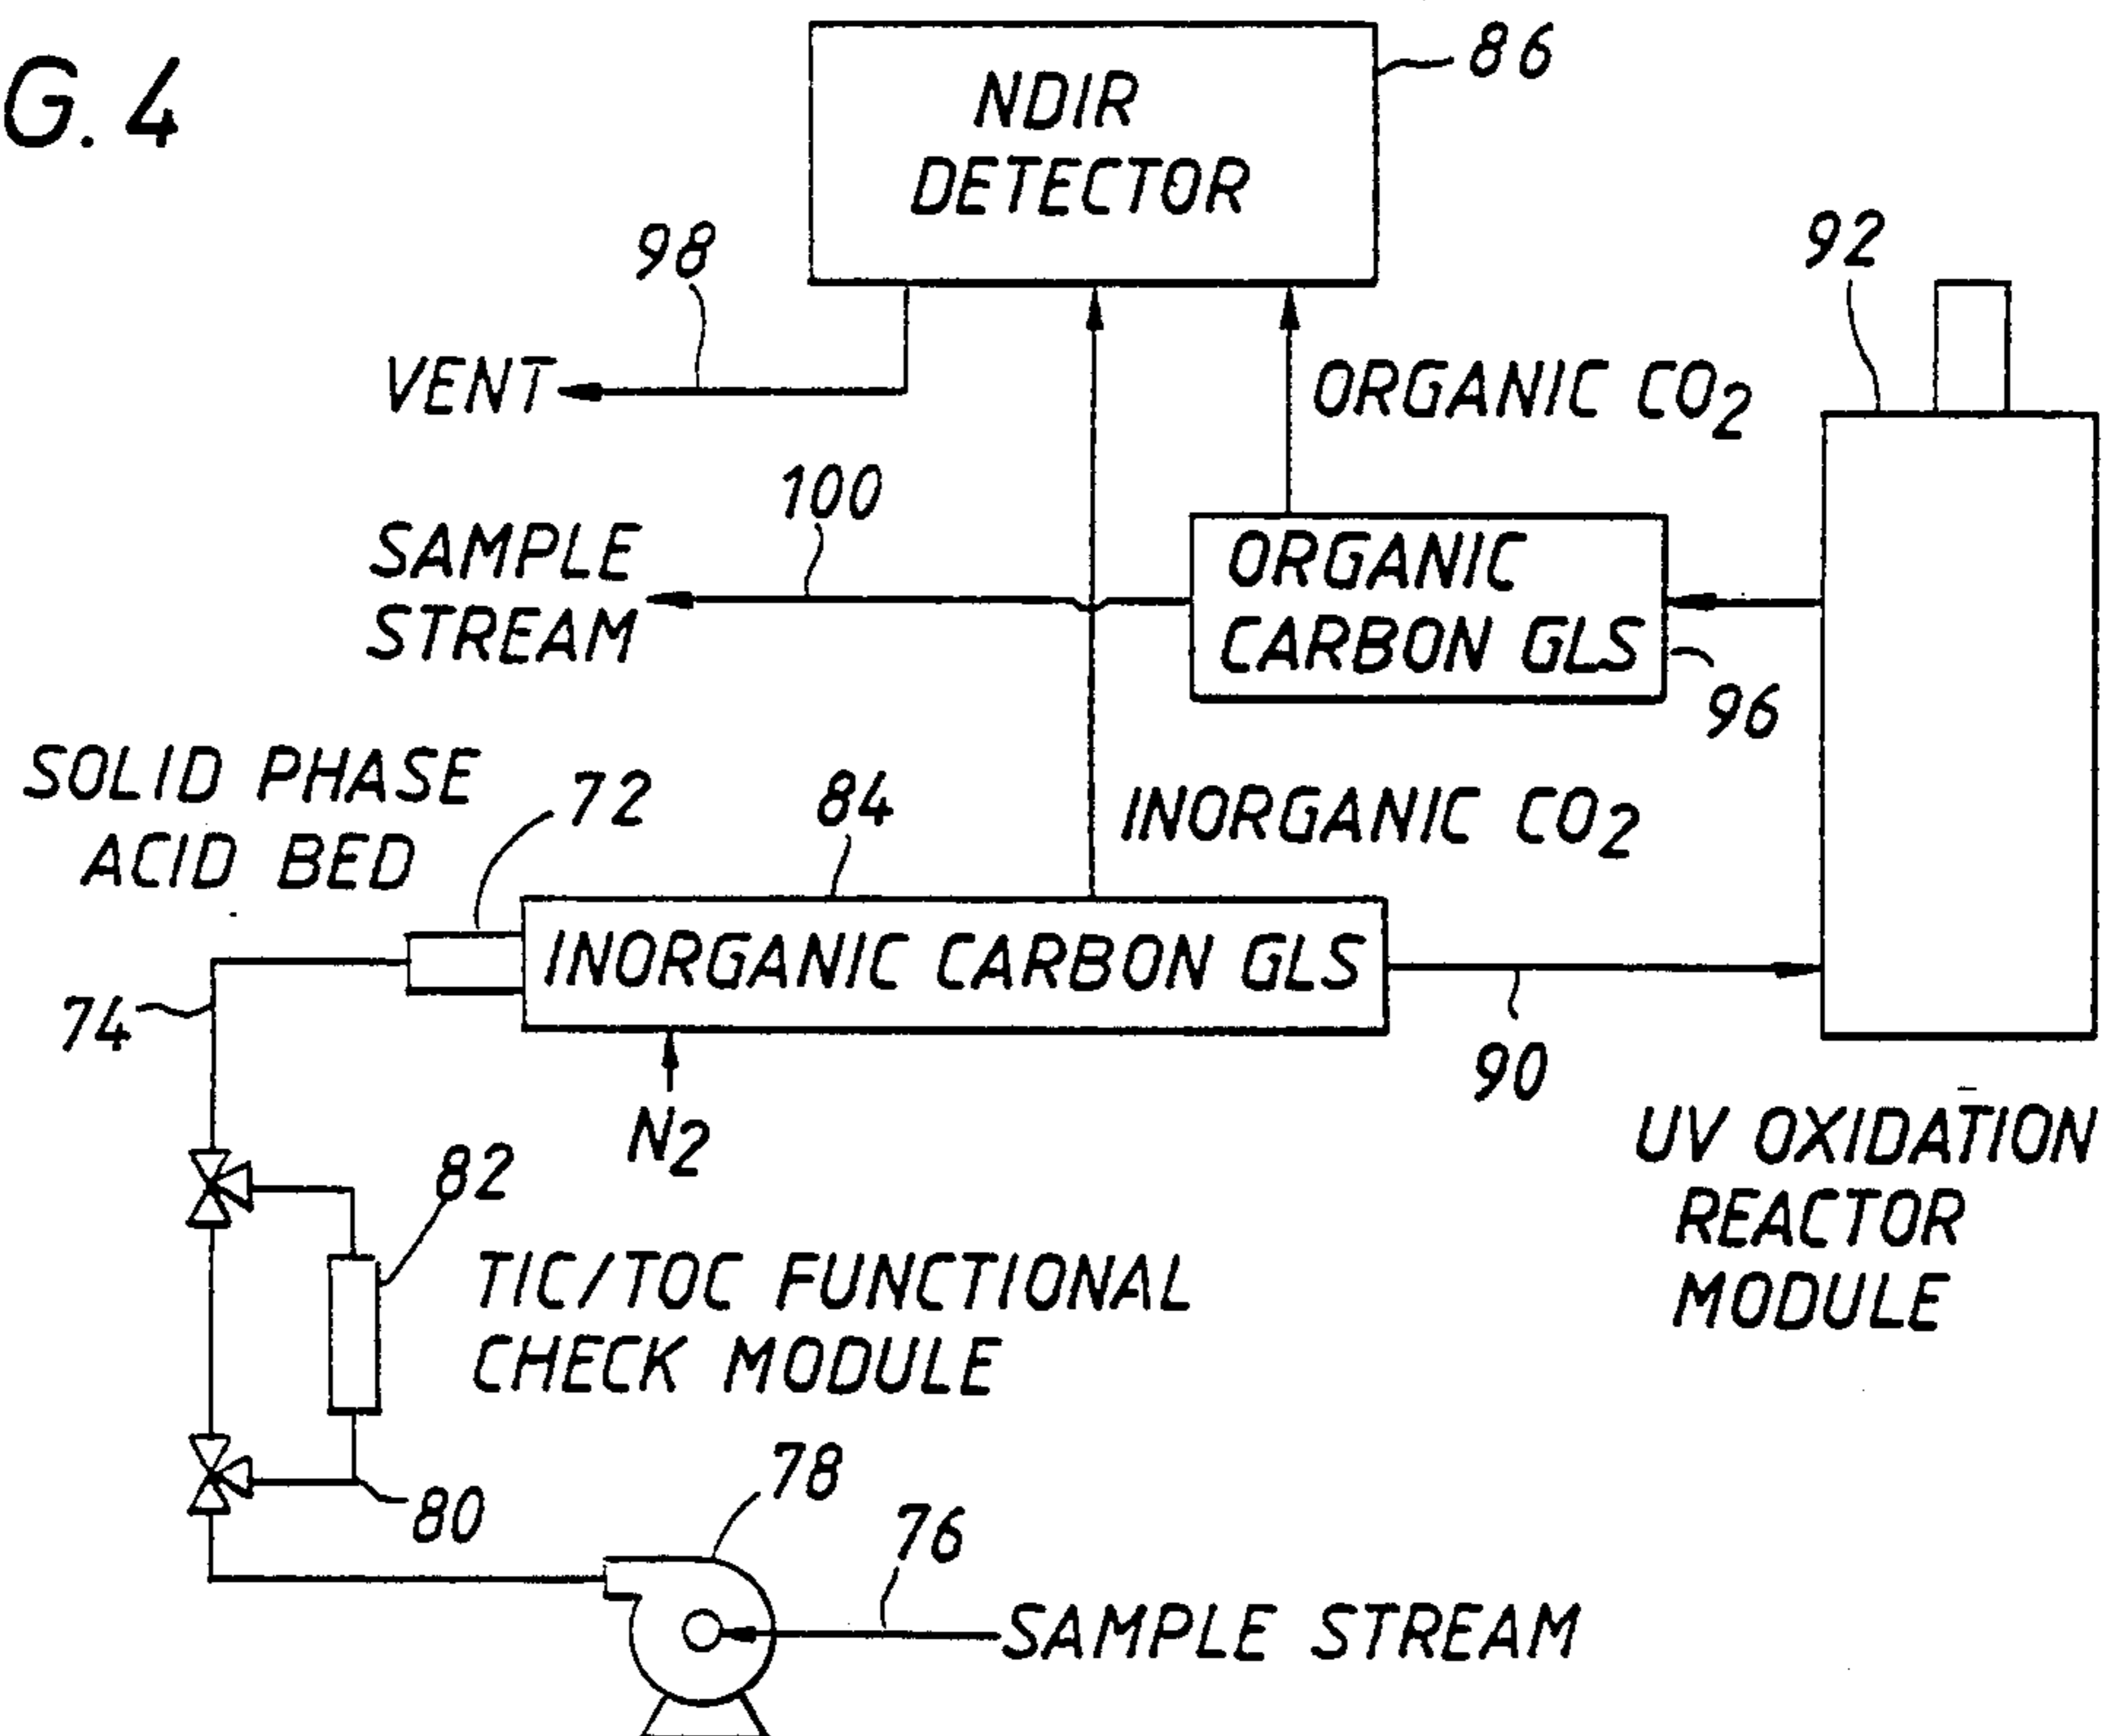 G. 4
NDIR
DETECTOR
86
98
92
VENT
ORGANIC CO2
100
SAMPLE
STREAM
ORGANIC
CARBON GLS
96
SOLID PHASE
ACID BED
72
84
INORGANIC CO2
INORGANIC CARBON GLS
74
90
N2
82
UV OXIDATION
REACTOR
MODULE
TIC/TOC FUNCTIONAL
CHECK MODULE
80
78
76
SAMPLE STREAM